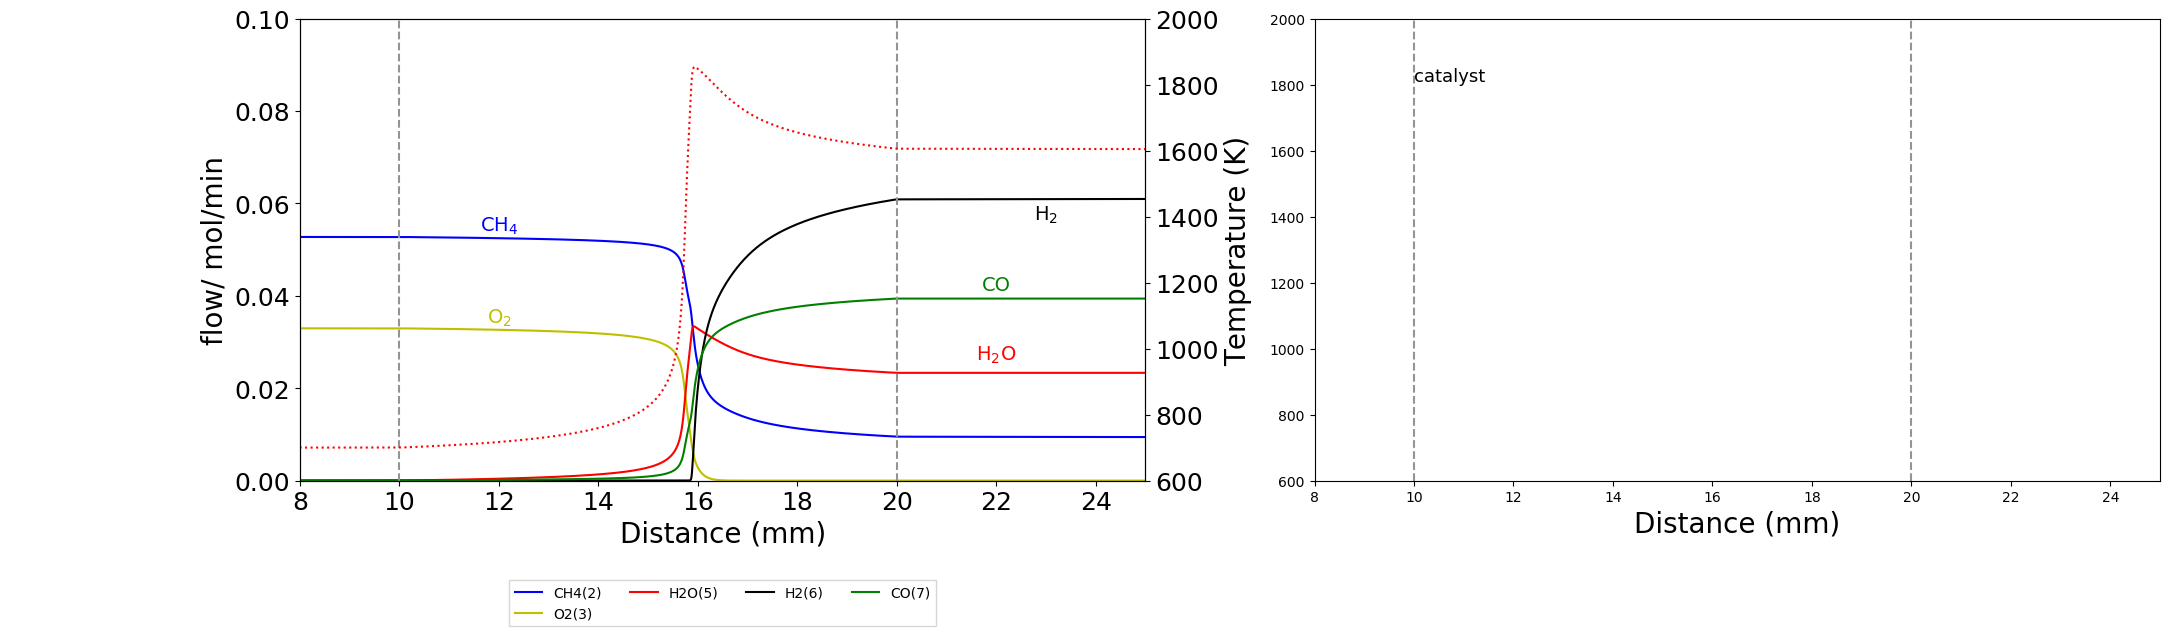 flow/ mol/min
0.10
0.08
0.06
0.04
0.02
0.00
CH₄
O₂
H₂
CO
H₂O
8 10 12 14 16 18 20 22 24
Distance (mm)
2000
1800
1600
1400
1200
1000
800
600
Temperature (K)
CH4(2) H2O(5) H2(6) CO(7)
O2(3)
2000
1800
1600
1400
1200
1000
800
600
catalyst
8 10 12 14 16 18 20 22 24
Distance (mm)